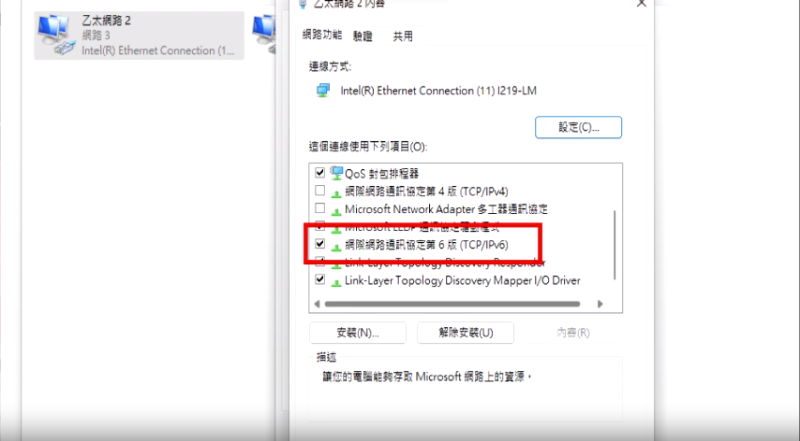 乙太網路 2
網路 3
Intel(R) Ethernet Connection (1...
乙太網路 2 內容
網路功能 驗證 共用
連線方式:
Intel(R) Ethernet Connection (11) I219-LM
設定(C)...
這個連線使用下列項目(O):
QoS 封包排程器
網際網路通訊協定第 4 版 (TCP/IPv4)
Microsoft Network Adapter 多工器通訊協定
Microsoft LLDP 通訊協定驅動程式
網際網路通訊協定第 6 版 (TCP/IPv6)
Link-Layer Topology Discovery Responder
Link-Layer Topology Discovery Mapper I/O Driver
安裝(N)... 解除安裝(U) 內容(R)
描述
讓您的電腦能夠存取 Microsoft 網路上的資源。